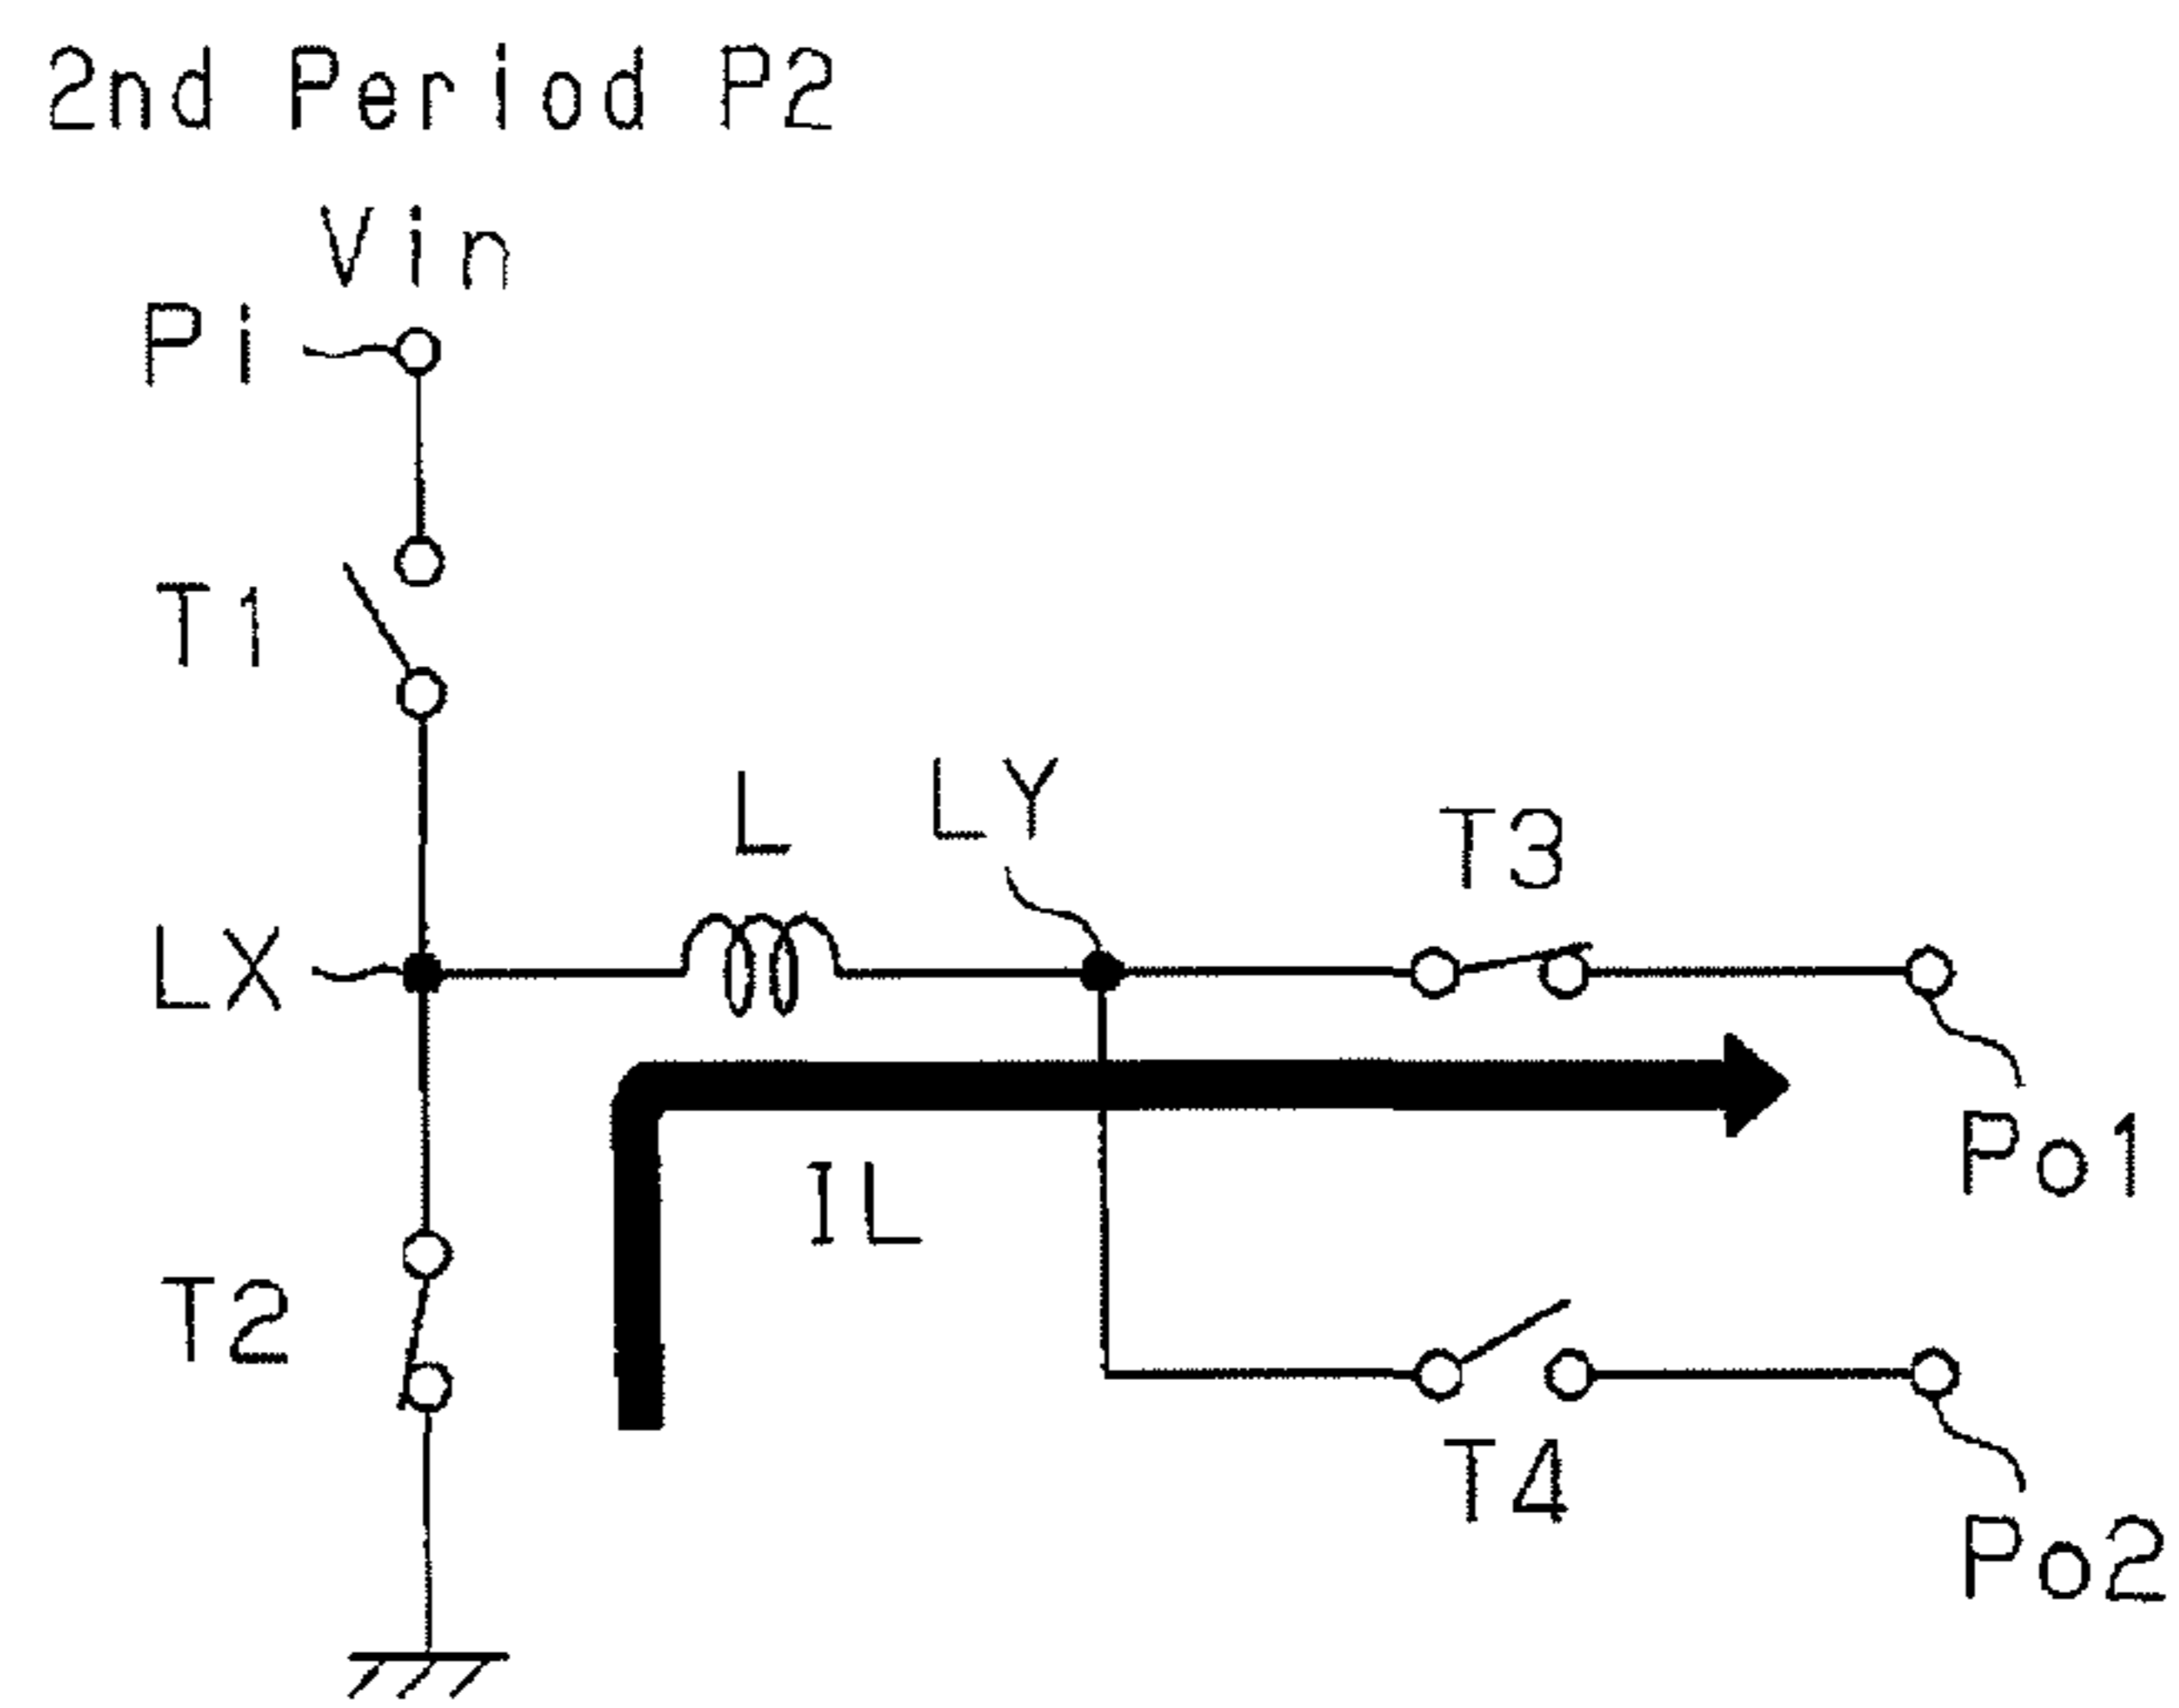 2nd Period P2
Vin
Pi
T1
L
LY
T3
LX
Po1
IL
T2
T4
Po2